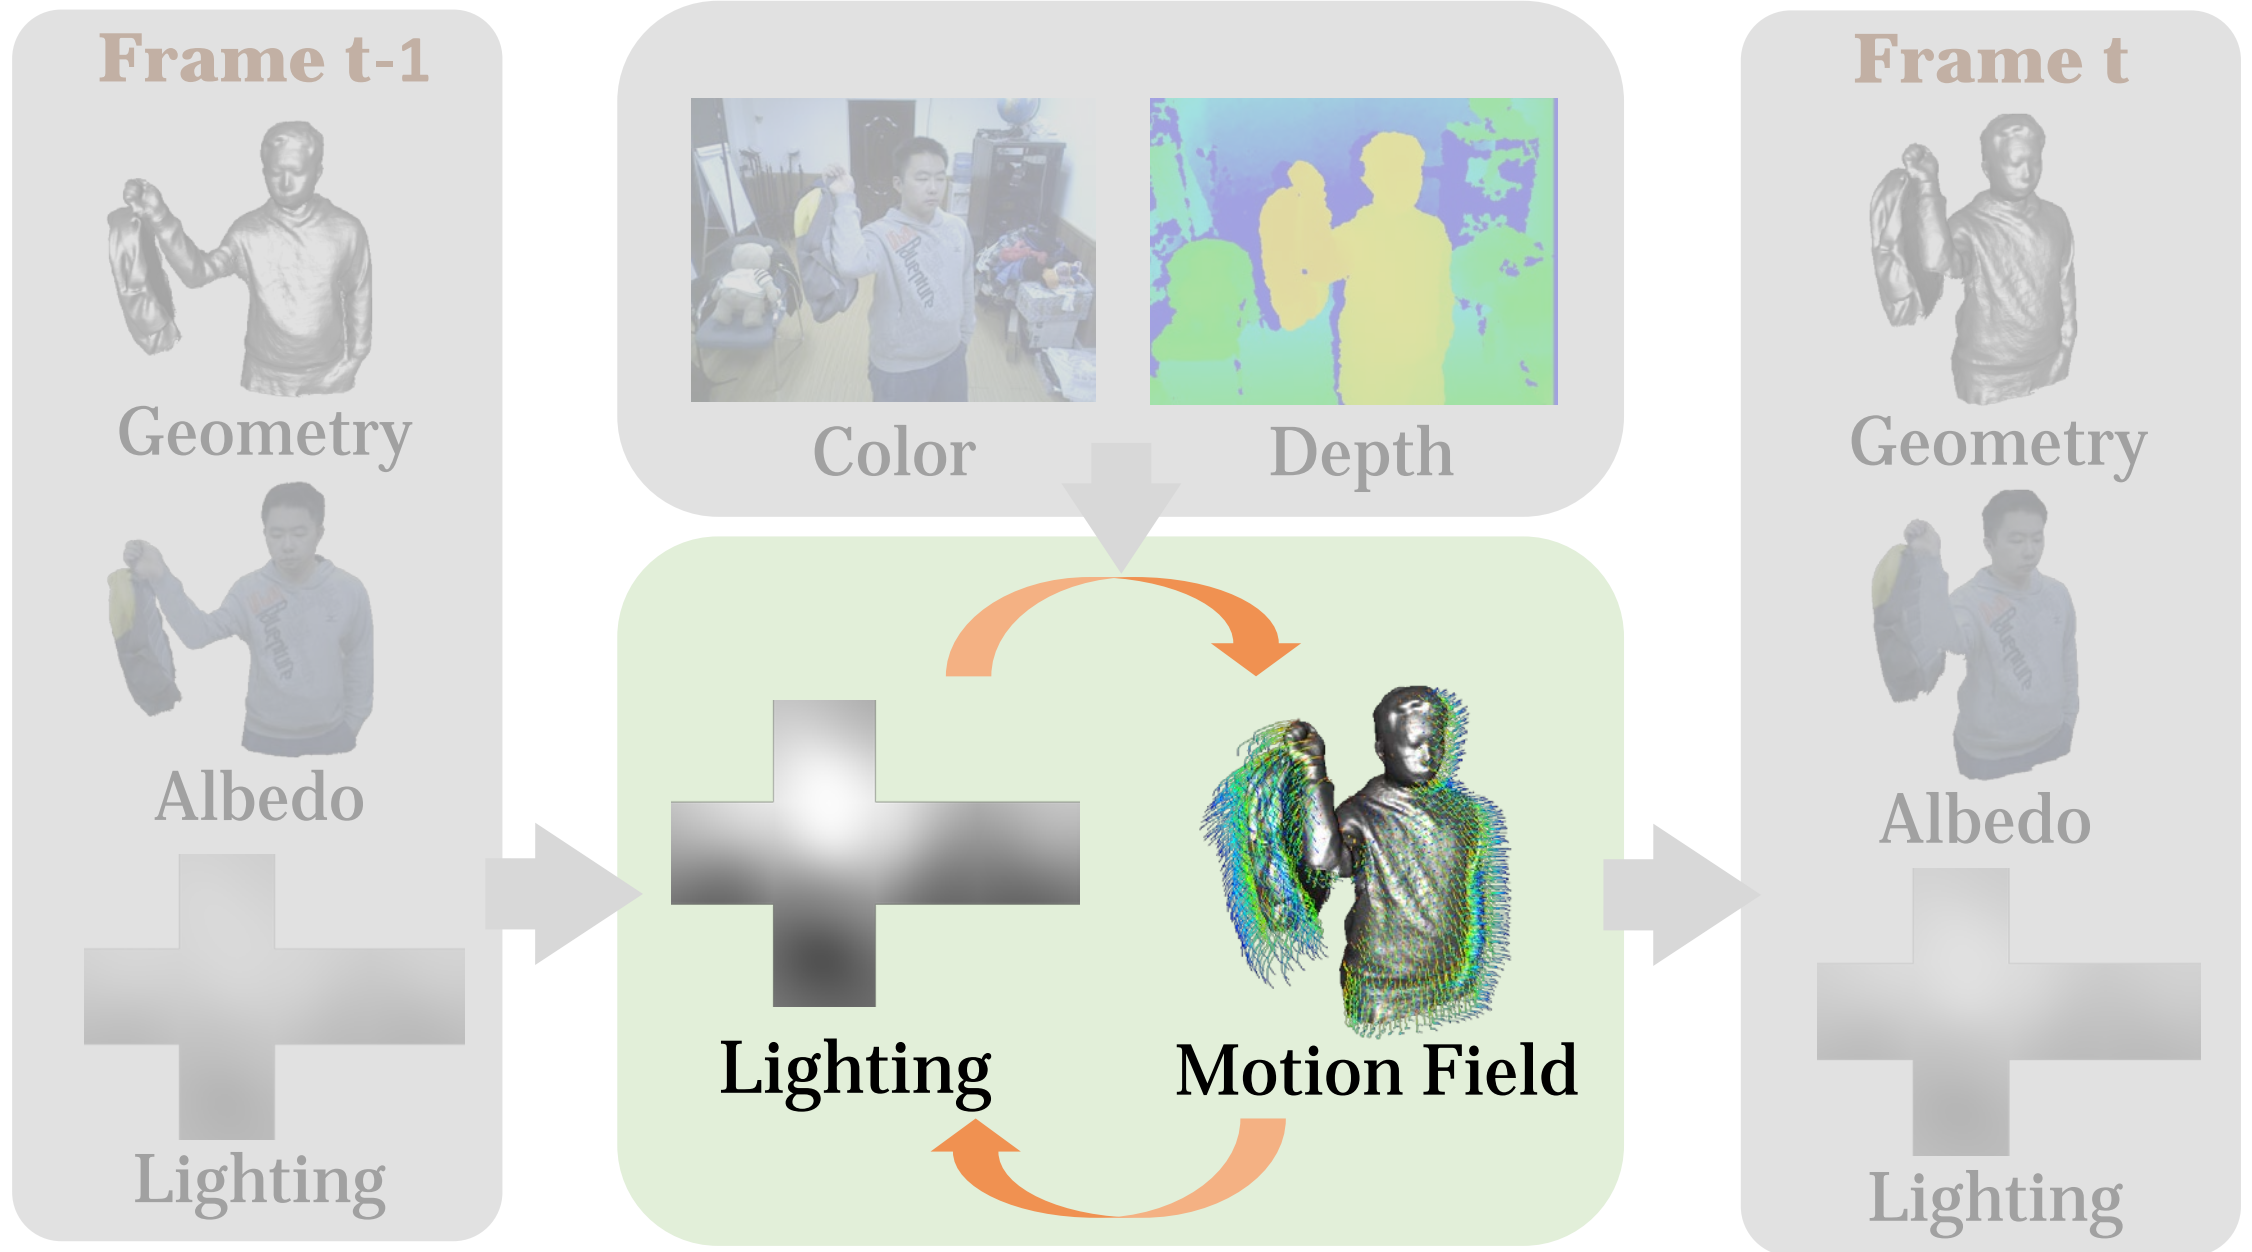 Frame t-1
Geometry
Albedo
Lighting
Color
Depth
Lighting
Motion Field
Frame t
Geometry
Albedo
Lighting